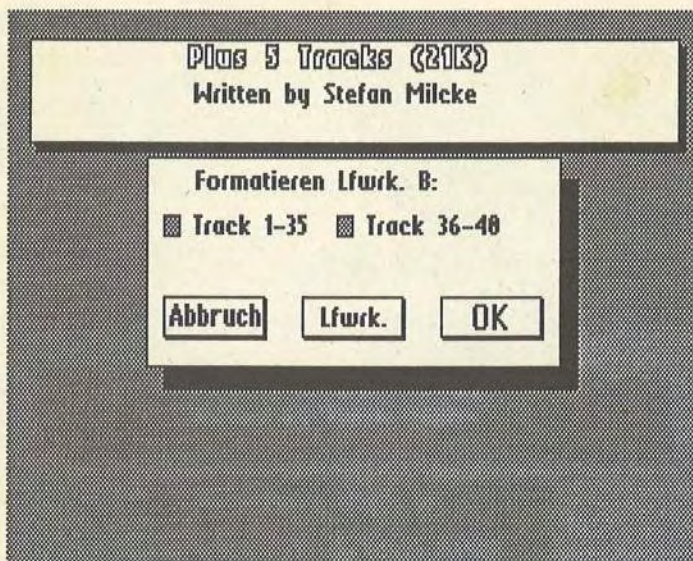 Plus 5 Tracks (21K)
Written by Stefan Milcke
Formatieren Lfwrk. B:
Track 1-35 Track 36-40
Abbruch Lfwrk. OK